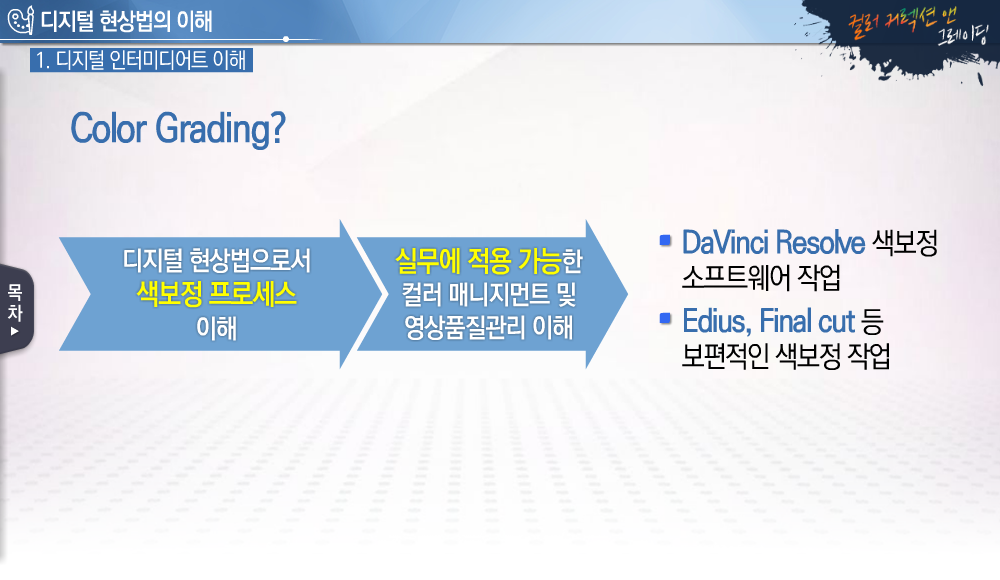 디지털 현상법의 이해
컬러 커렉션 앤
그레이딩
1. 디지털 인터미디어트 이해
Color Grading?
디지털 현상법으로서
색보정 프로세스
이해
실무에 적용 가능한
컬러 매니지먼트 및
영상품질관리 이해
▪ DaVinci Resolve 색보정
소프트웨어 작업
▪ Edius, Final cut 등
보편적인 색보정 작업
목
차
▶